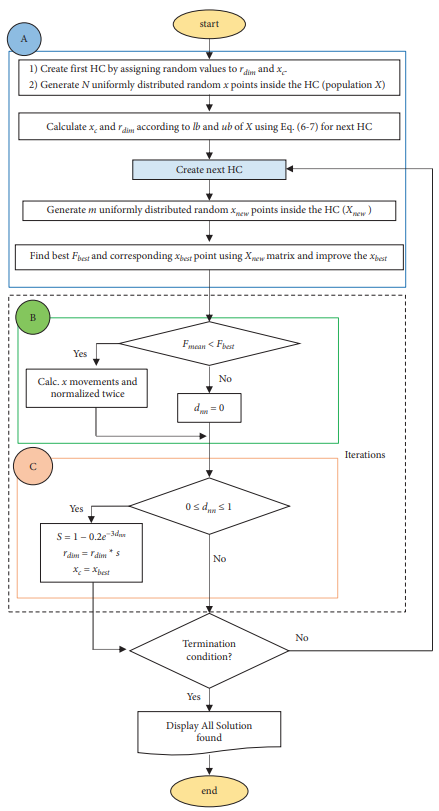 start
A
1) Create first HC by assigning random values to r_dim and x_c.
2) Generate N uniformly distributed random x points inside the HC (population X)
Calculate x_c and r_dim according to lb and ub of X using Eq. (6-7) for next HC
Create next HC
Generate m uniformly distributed random x_new points inside the HC (X_new)
Find best F_best and corresponding x_best point using X_new matrix and improve the x_best
B
F_mean < F_best
Yes
Calc. x movements and
normalized twice
No
d_nn = 0
C
Iterations
0 ≤ d_nn ≤ 1
Yes
S = 1 − 0.2e^−3d_nn
r_dim = r_dim * s
x_c = x_best
No
Termination
condition?
No
Yes
Display All Solution
found
end